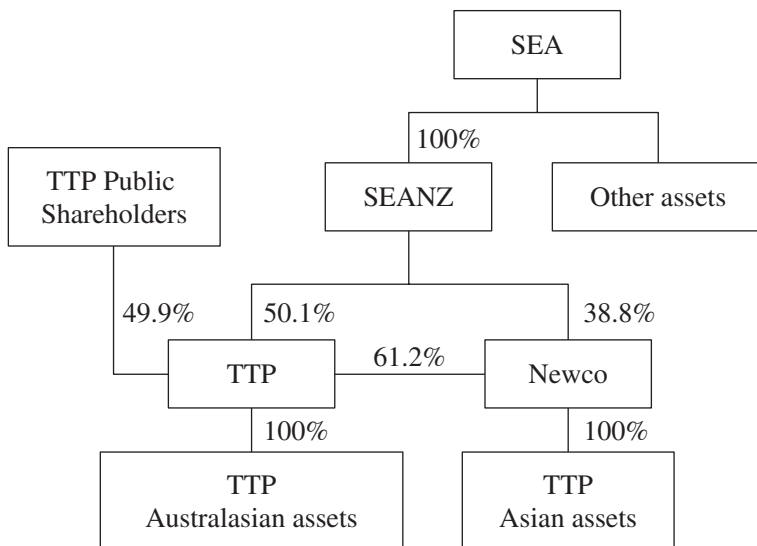 SEA
100%
TTP Public
Shareholders
SEANZ
Other assets
49.9%
50.1%
38.8%
TTP
61.2%
Newco
100%
100%
TTP
Australasian assets
TTP
Asian assets